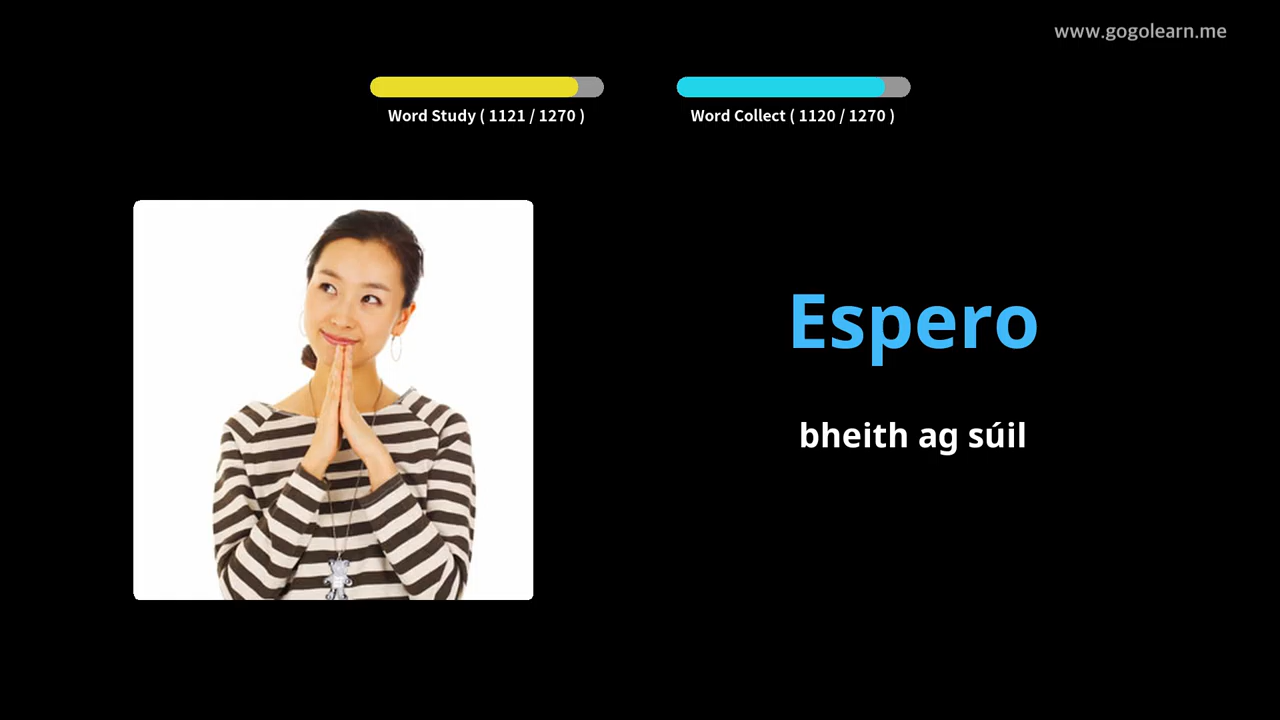 www.gogolearn.me
Word Study ( 1121 / 1270 )
Word Collect ( 1120 / 1270 )
Espero
bheith ag súil